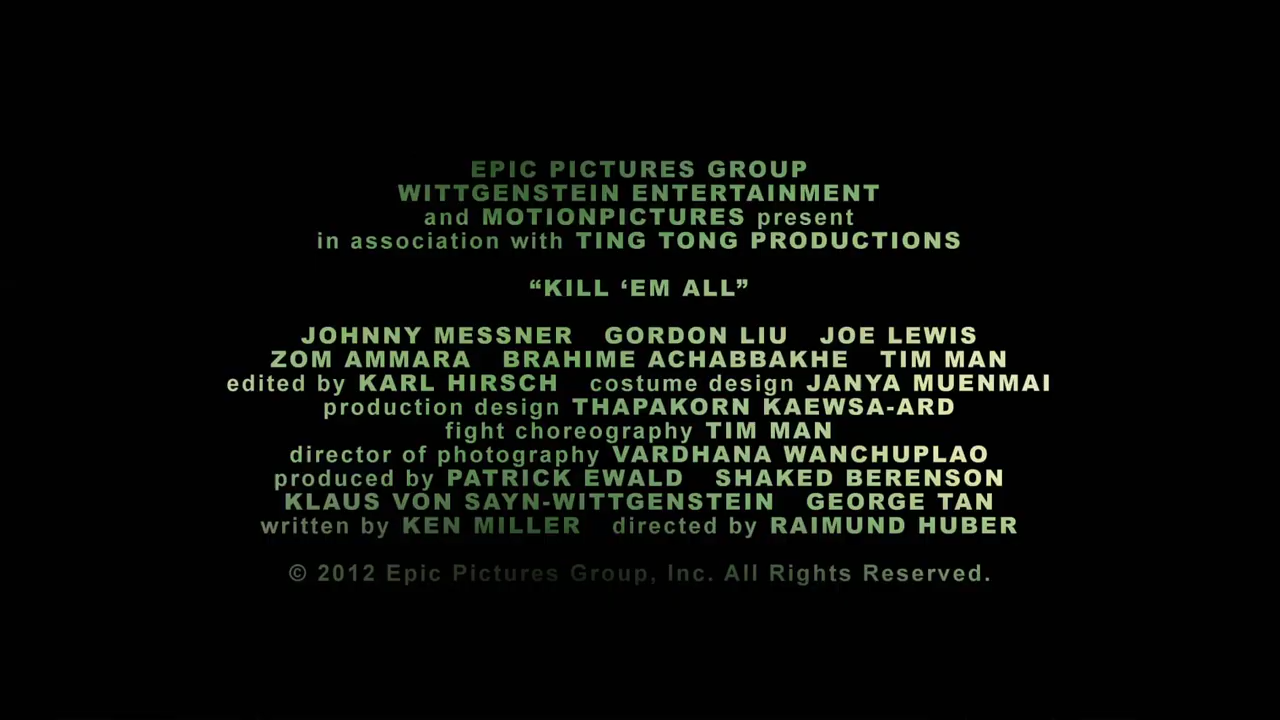 EPIC PICTURES GROUP
WITTGENSTEIN ENTERTAINMENT
and MOTIONPICTURES present
in association with TING TONG PRODUCTIONS
“KILL ‘EM ALL”
JOHNNY MESSNER GORDON LIU JOE LEWIS
ZOM AMMARA BRAHIME ACHABBAKHE TIM MAN
edited by KARL HIRSCH costume design JANYA MUENMAI
production design THAPAKORN KAEWSA-ARD
fight choreography TIM MAN
director of photography VARDHANA WANCHUPLAO
produced by PATRICK EWALD SHAKED BERENSON
KLAUS VON SAYN-WITTGENSTEIN GEORGE TAN
written by KEN MILLER directed by RAIMUND HUBER
© 2012 Epic Pictures Group, Inc. All Rights Reserved.